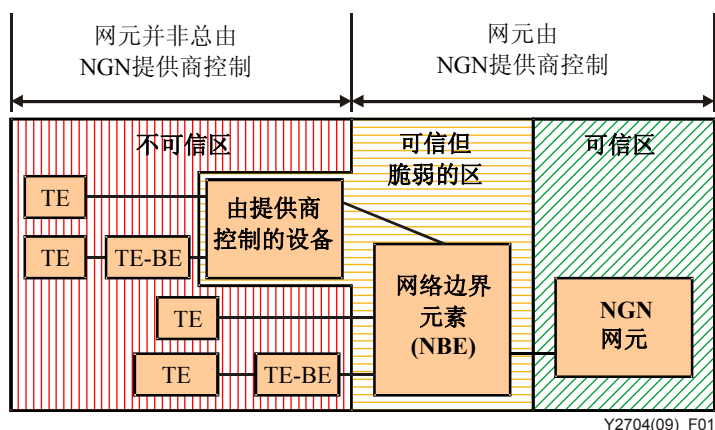 网元并非总由
NGN提供商控制
网元由
NGN提供商控制
不可信区
可信但
脆弱的区
可信区
TE
由提供商
控制的设备
TE
TE-BE
网络边界
元素
(NBE)
NGN
网元
TE
TE
TE-BE
Y2704(09)_F01